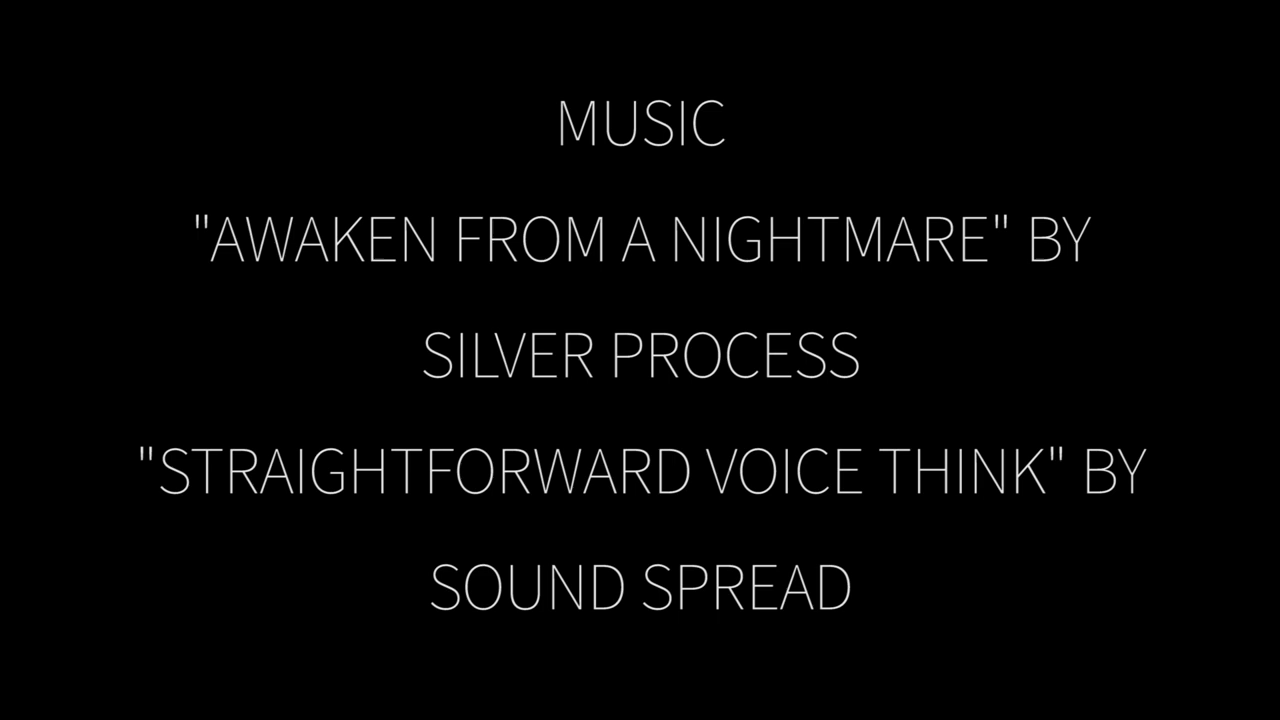 MUSIC
"AWAKEN FROM A NIGHTMARE" BY
SILVER PROCESS
"STRAIGHTFORWARD VOICE THINK" BY
SOUND SPREAD